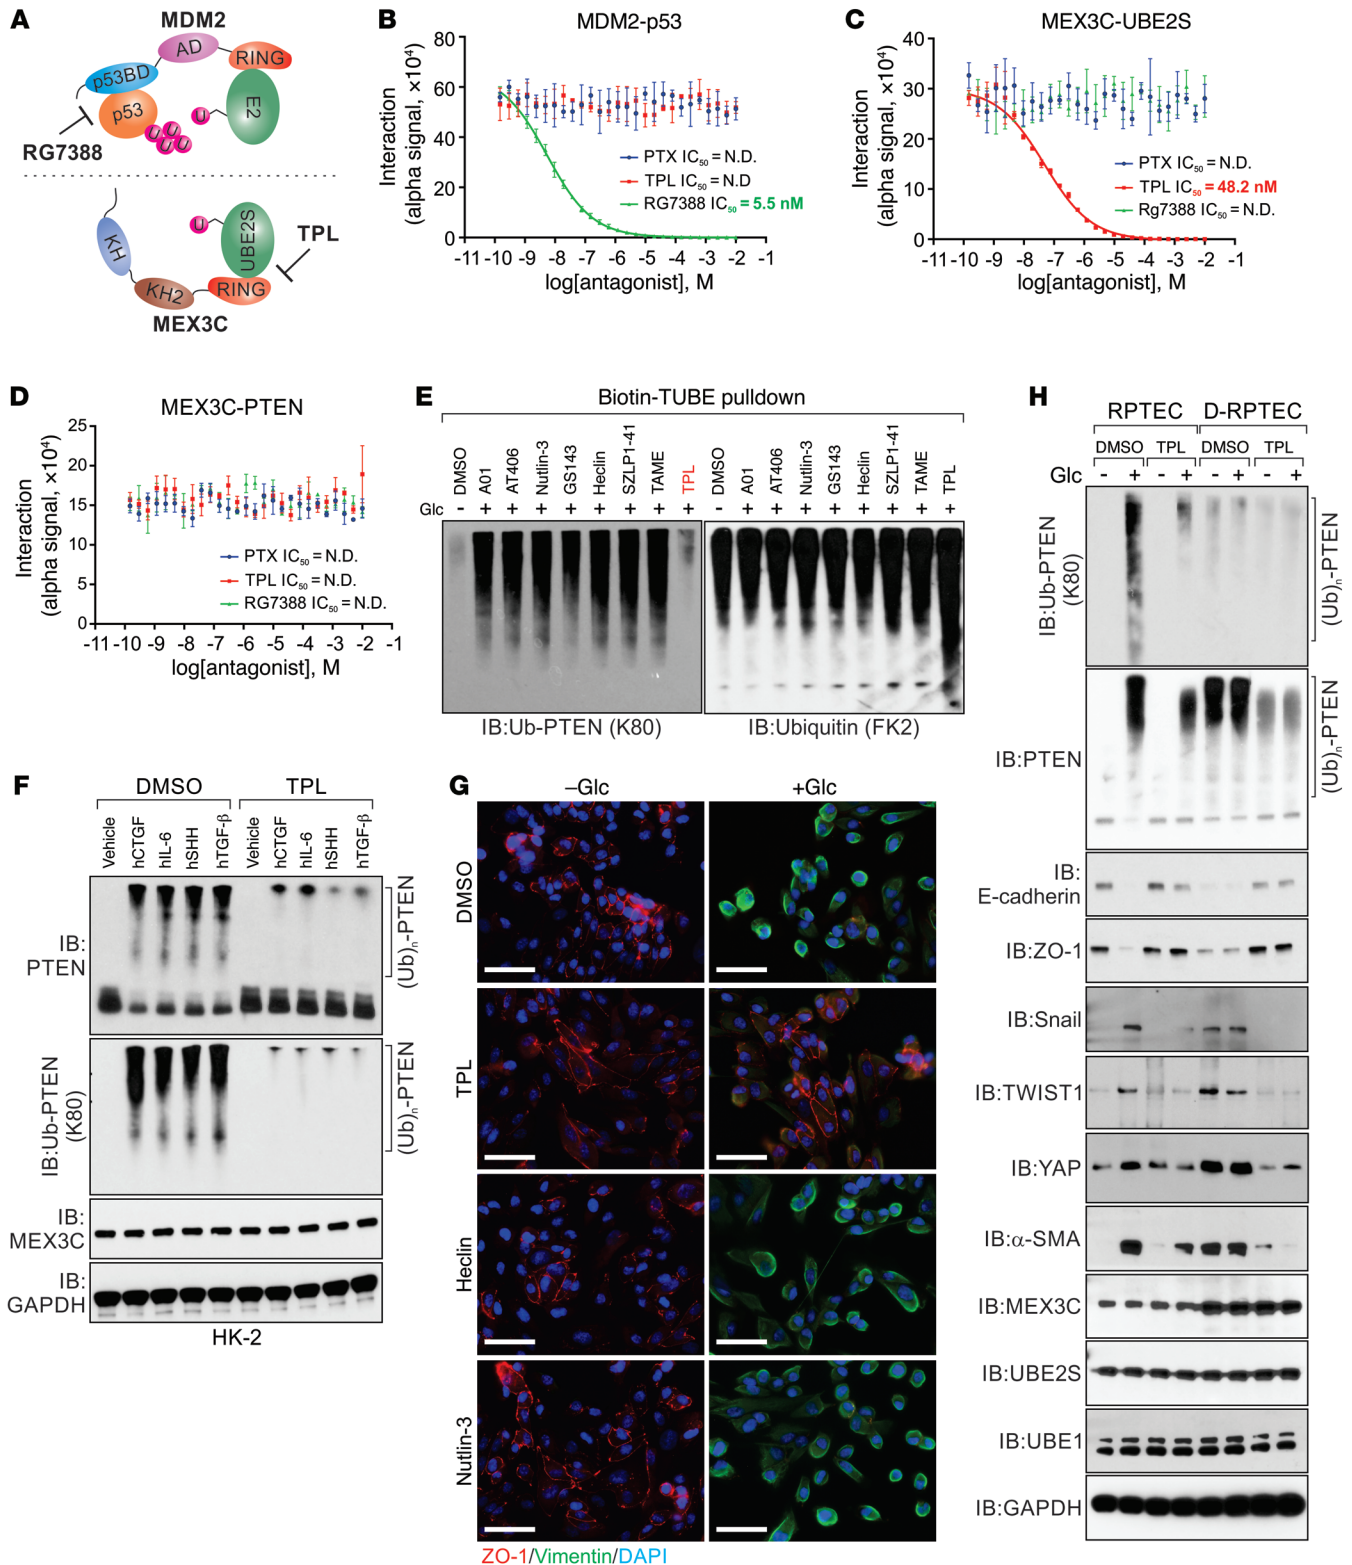 A
MDM2
AD
RING
p53BD
p53
E2
U
U
U
U
U
U
RG7388
KH
KH2
RING
UBE2S
U
TPL
MEX3C
B
MDM2-p53
Interaction
(alpha signal, ×10⁴)
80
60
40
20
0
PTX IC₅₀ = N.D.
TPL IC₅₀ = N.D
RG7388 IC₅₀ = 5.5 nM
-11 -10 -9 -8 -7 -6 -5 -4 -3 -2 -1
log[antagonist], M
C
MEX3C-UBE2S
Interaction
(alpha signal, ×10⁴)
40
30
20
10
0
PTX IC₅₀ = N.D.
TPL IC₅₀ = 48.2 nM
Rg7388 IC₅₀ = N.D.
-11 -10 -9 -8 -7 -6 -5 -4 -3 -2 -1
log[antagonist], M
D
MEX3C-PTEN
Interaction
(alpha signal, ×10⁴)
25
20
15
10
5
0
PTX IC₅₀ = N.D.
TPL IC₅₀ = N.D.
RG7388 IC₅₀ = N.D.
-11 -10 -9 -8 -7 -6 -5 -4 -3 -2 -1
log[antagonist], M
E
Biotin-TUBE pulldown
DMSO A01 AT406 Nutlin-3 GS143 Heclin SZLP1-41 TAME TPL DMSO A01 AT406 Nutlin-3 GS143 Heclin SZLP1-41 TAME TPL
Glc - + + + + + + + + - + + + + + + + +
IB:Ub-PTEN (K80)
IB:Ubiquitin (FK2)
F
DMSO TPL
Vehicle hCTGF hIL-6 hSHH hTGF-β Vehicle hCTGF hIL-6 hSHH hTGF-β
IB:
PTEN
(Ub)ₙ-PTEN
IB:Ub-PTEN
(K80)
(Ub)ₙ-PTEN
IB:
MEX3C
IB:
GAPDH
HK-2
G
–Glc +Glc
DMSO
TPL
Heclin
Nutlin-3
ZO-1/Vimentin/DAPI
H
RPTEC D-RPTEC
DMSO TPL DMSO TPL
Glc - + - + - + - +
IB:Ub-PTEN
(K80)
(Ub)ₙ-PTEN
IB:PTEN
(Ub)ₙ-PTEN
IB:
E-cadherin
IB:ZO-1
IB:Snail
IB:TWIST1
IB:YAP
IB:α-SMA
IB:MEX3C
IB:UBE2S
IB:UBE1
IB:GAPDH